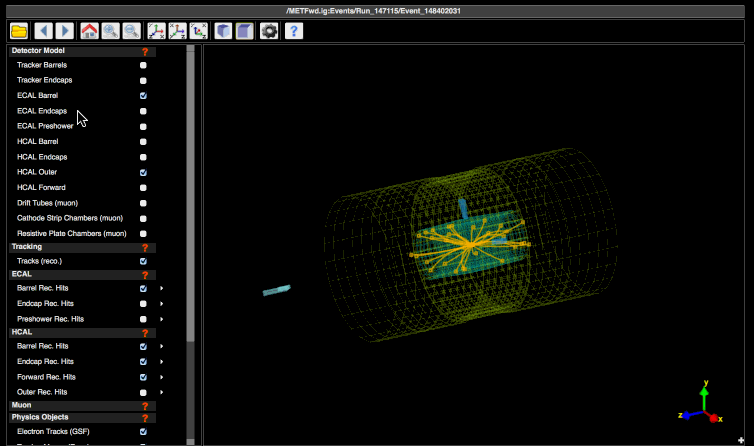 /METFwd.ig:Events/Run_147115/Event_148402031
Detector Model ?
Tracker Barrels
Tracker Endcaps
ECAL Barrel
ECAL Endcaps
ECAL Preshower
HCAL Barrel
HCAL Endcaps
HCAL Outer
HCAL Forward
Drift Tubes (muon)
Cathode Strip Chambers (muon)
Resistive Plate Chambers (muon)
Tracking ?
Tracks (reco.)
ECAL ?
Barrel Rec. Hits
Endcap Rec. Hits
Preshower Rec. Hits
HCAL ?
Barrel Rec. Hits
Endcap Rec. Hits
Forward Rec. Hits
Outer Rec. Hits
Muon ?
Physics Objects ?
Electron Tracks (GSF)
y
z
x